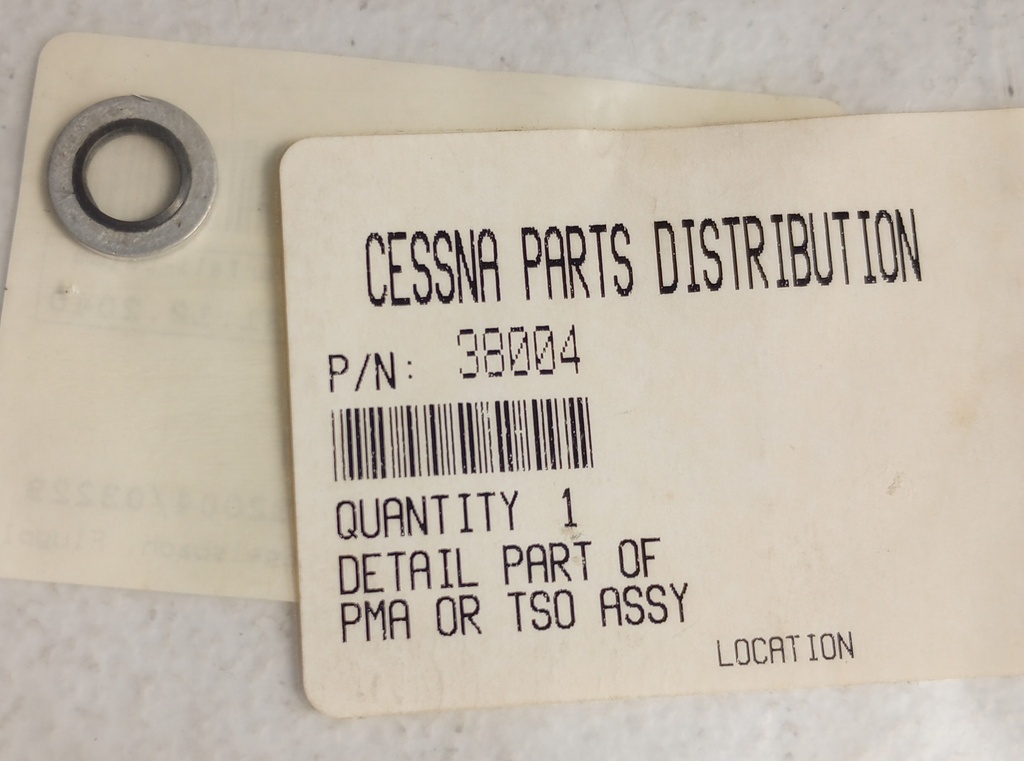 CESSNA PARTS DISTRIBUTION
P/N: 38004
QUANTITY 1
DETAIL PART OF
PMA OR TSO ASSY
LOCATION